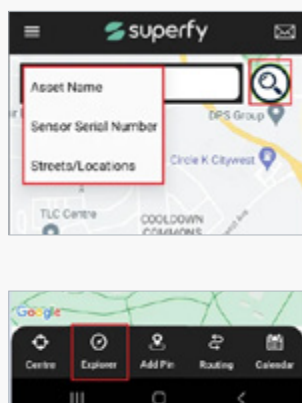 superfy
Asset Name
Sensor Serial Number
Streets/Locations
DPS Group
Circle K Citywest
TLC Centre
COOLDOWN
COMMONS
Google
Centre
Explorer
Add Pin
Routing
Calendar